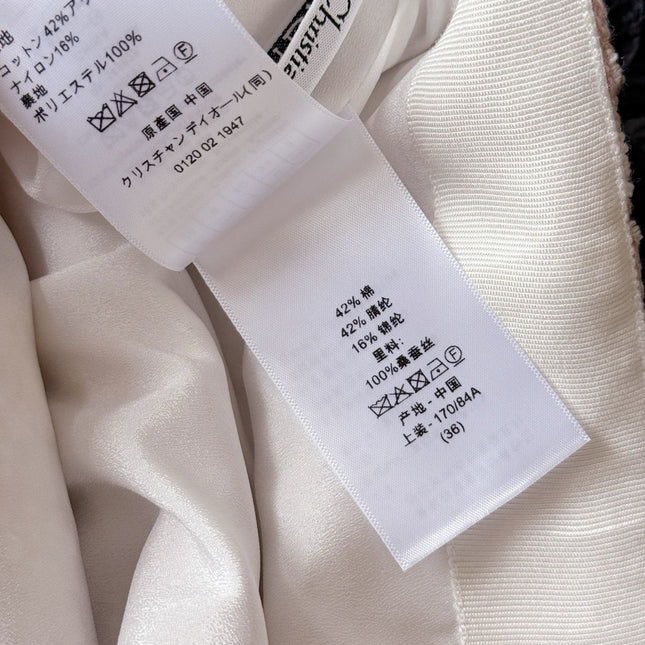 Christia
地
コットン 42%ア
ナイロン16%
裏地
ポリエステル100%
原產国 中国
クリスチャン ディオール(同)
0120 02 1947
42% 棉
42% 腈纶
16% 锦纶
里料:
100%桑蚕丝
产地 - 中国
上装 - 170/84A
(36)